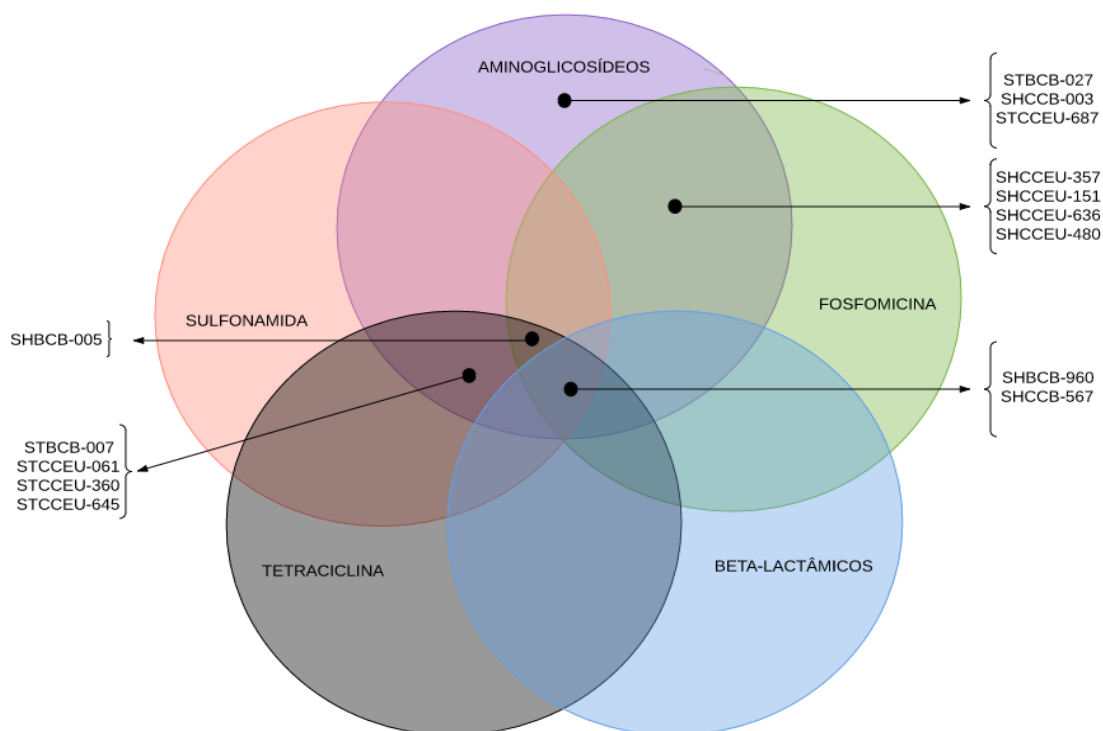 AMINOGLICOSÍDEOS
STBCB-027
SHCCB-003
STCCEU-687
SHCCEU-357
SHCCEU-151
SHCCEU-636
SHCCEU-480
FOSFOMICINA
SULFONAMIDA
SHBCB-005
SHBCB-960
SHCCB-567
STBCB-007
STCCEU-061
STCCEU-360
STCCEU-645
TETRACICLINA
BETA-LACTÂMICOS